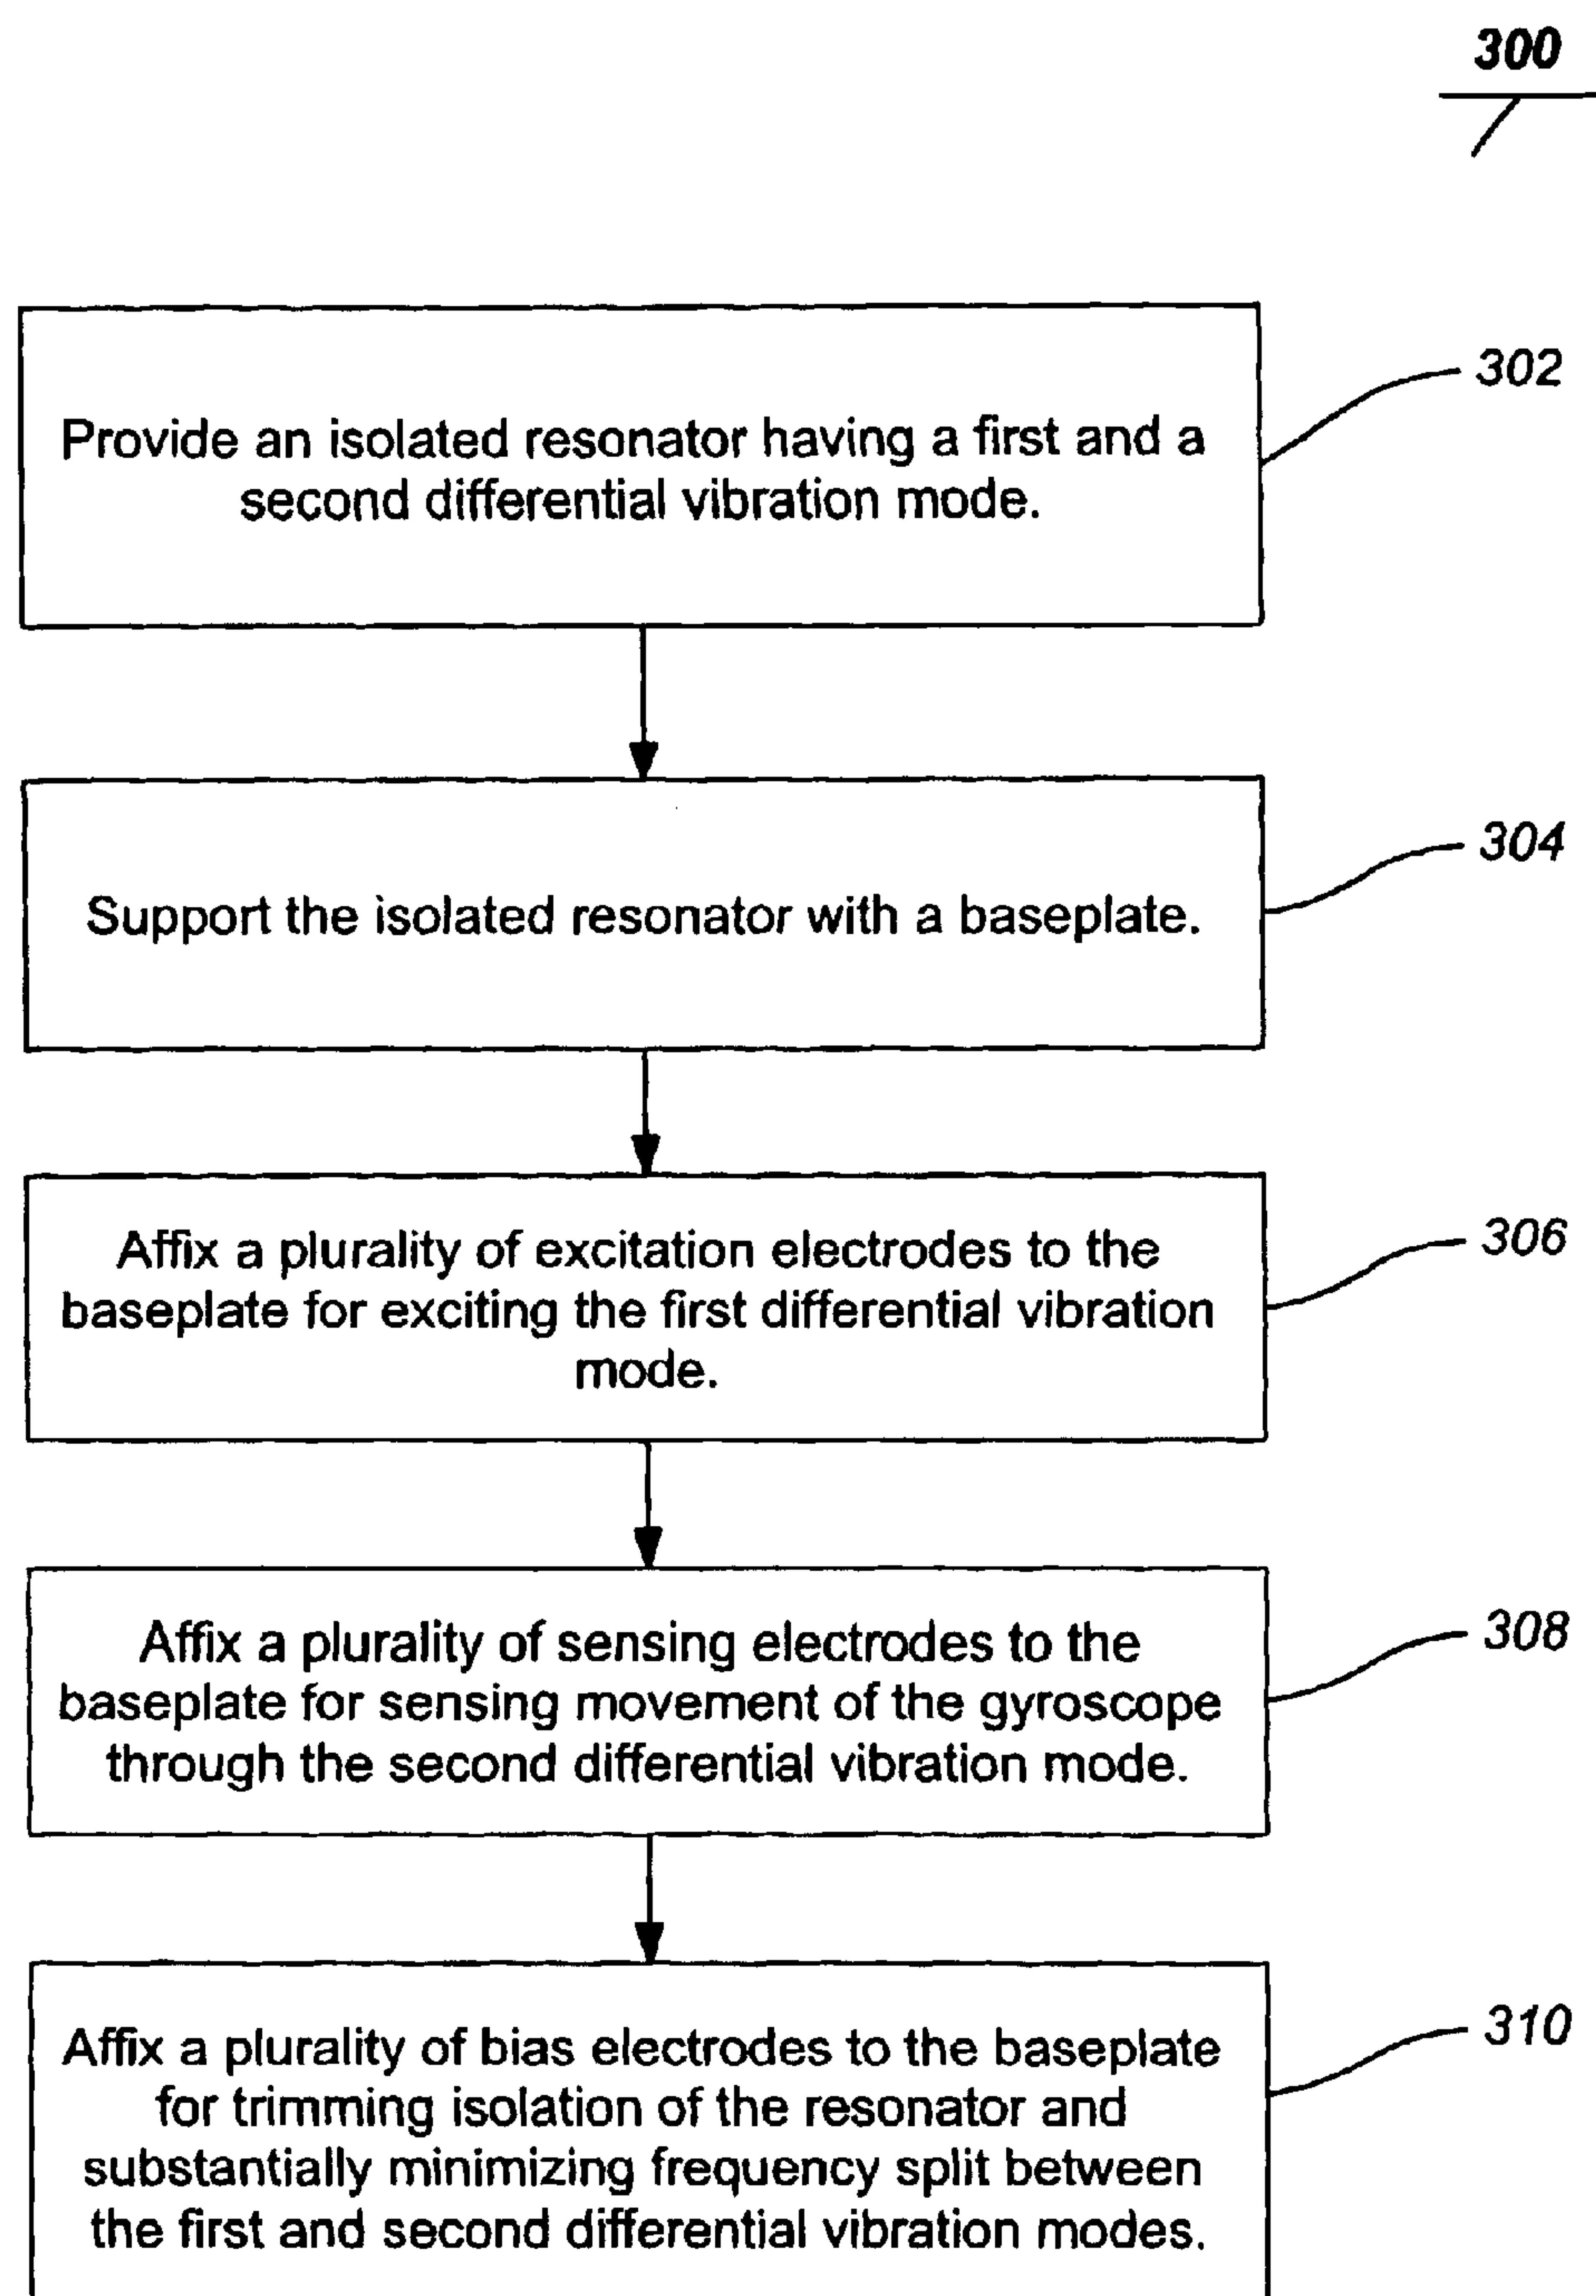 300
Provide an isolated resonator having a first and a
second differential vibration mode.
302
Support the isolated resonator with a baseplate.
304
Affix a plurality of excitation electrodes to the
baseplate for exciting the first differential vibration
mode.
306
Affix a plurality of sensing electrodes to the
baseplate for sensing movement of the gyroscope
through the second differential vibration mode.
308
Affix a plurality of bias electrodes to the baseplate
for trimming isolation of the resonator and
substantially minimizing frequency split between
the first and second differential vibration modes.
310